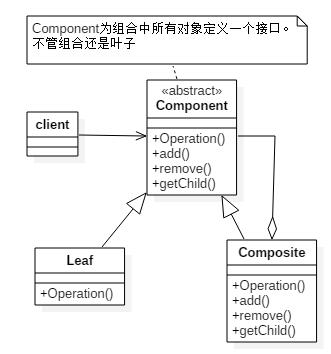 Component为组合中所有对象定义一个接口。
不管组合还是叶子
«abstract»
Component
+Operation()
+add()
+remove()
+getChild()
client
Leaf
+Operation()
Composite
+Operation()
+add()
+remove()
+getChild()